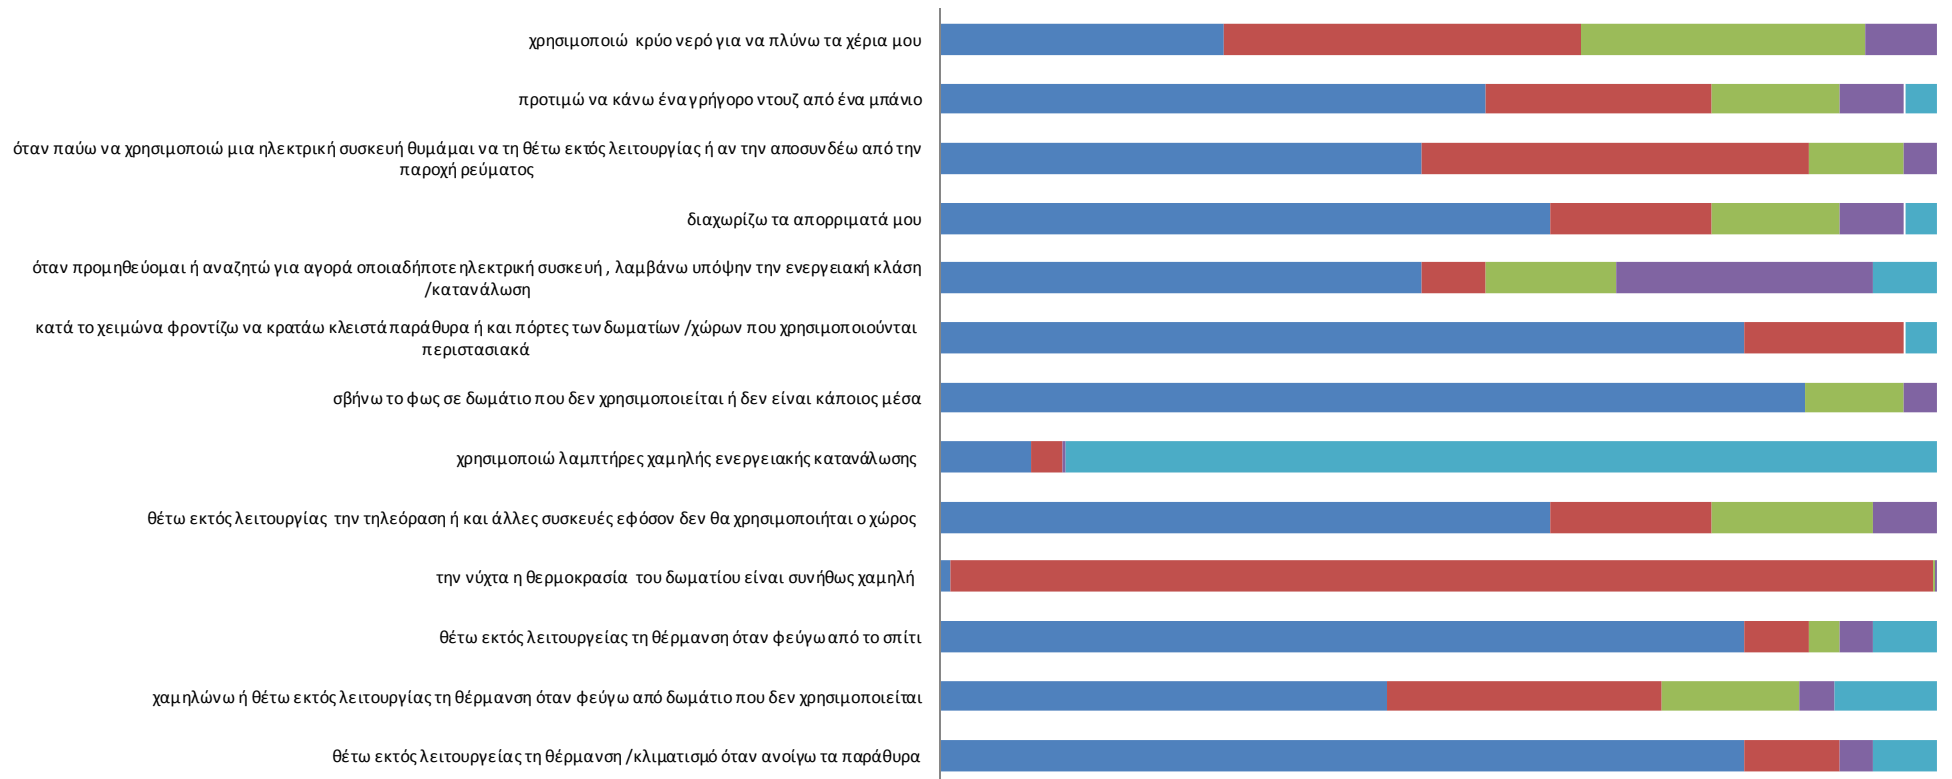 χρησιμοποιώ κρύο νερό για να πλύνω τα χέρια μου
προτιμώ να κάνω ένα γρήγορο ντουζ από ένα μπάνιο
όταν παύω να χρησιμοποιώ μια ηλεκτρική συσκευή θυμάμαι να τη θέτω εκτός λειτουργίας ή αν την αποσυνδέω από την
παροχή ρεύματος
διαχωρίζω τα απορριματά μου
όταν προμηθεύομαι ή αναζητώ για αγορά οποιαδήποτε ηλεκτρική συσκευή , λαμβάνω υπόψην την ενεργειακή κλάση
/κατανάλωση
κατά το χειμώνα φροντίζω να κρατάω κλειστά παράθυρα ή και πόρτες των δωματίων /χώρων που χρησιμοποιούνται
περιστασιακά
σβήνω το φως σε δωμάτιο που δεν χρησιμοποιείται ή δεν είναι κάποιος μέσα
χρησιμοποιώ λαμπτήρες χαμηλής ενεργειακής κατανάλωσης
θέτω εκτός λειτουργίας την τηλεόραση ή και άλλες συσκευές εφόσον δεν θα χρησιμοποιήται ο χώρος
την νύχτα η θερμοκρασία του δωματίου είναι συνήθως χαμηλή
θέτω εκτός λειτουργείας τη θέρμανση όταν φεύγω από το σπίτι
χαμηλώνω ή θέτω εκτός λειτουργίας τη θέρμανση όταν φεύγω από δωμάτιο που δεν χρησιμοποιείται
θέτω εκτός λειτουργείας τη θέρμανση /κλιματισμό όταν ανοίγω τα παράθυρα